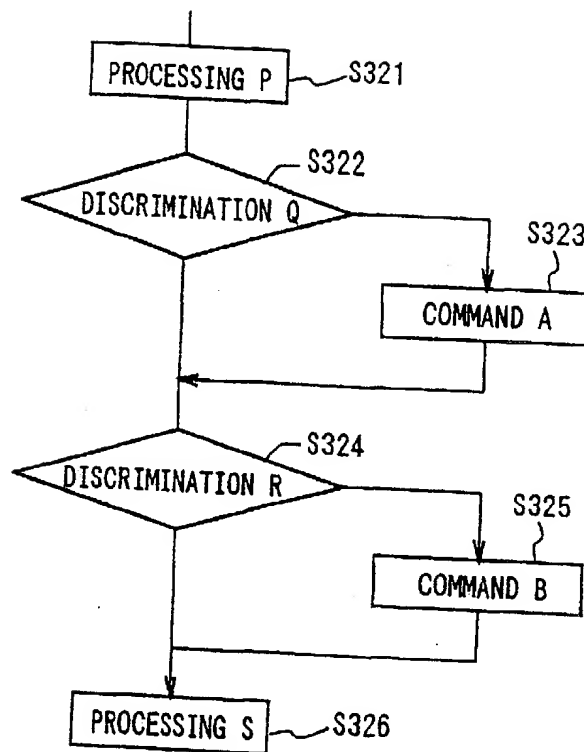 PROCESSING P
S321
S322
DISCRIMINATION Q
S323
COMMAND A
S324
DISCRIMINATION R
S325
COMMAND B
PROCESSING S
S326